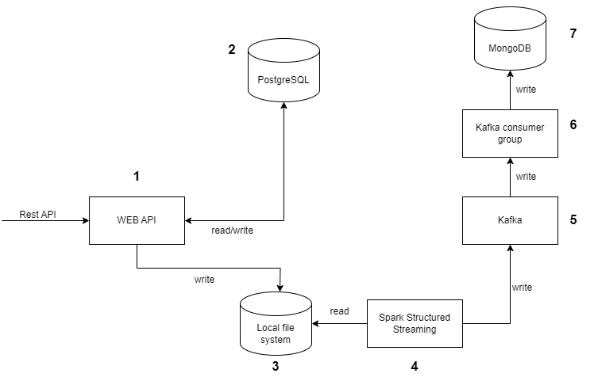 2
PostgreSQL
7
MongoDB
write
6
Kafka consumer
group
write
1
Rest API
WEB API
read/write
5
Kafka
write
write
3
Local file
system
read
4
Spark Structured
Streaming